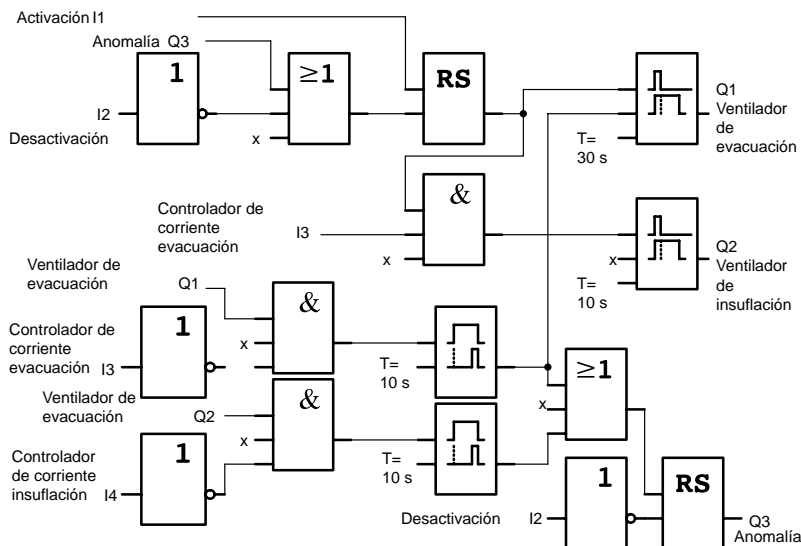 Activación I1
Anomalía Q3
1
≥1
RS
I2
Desactivación
x
T=
30 s
Q1
Ventilador
de
evacuación
&
Controlador de
corriente
evacuación
I3
x
x
T=
10 s
Q2
Ventilador
de
insuflación
Ventilador de
evacuación
Q1
&
x
Controlador de
corriente
evacuación I3
1
T=
10 s
≥1
x
Ventilador de
evacuación
Q2
&
x
Controlador
de corriente
insuflación I4
1
T=
10 s
Desactivación
I2
1
RS
Q3
Anomalía